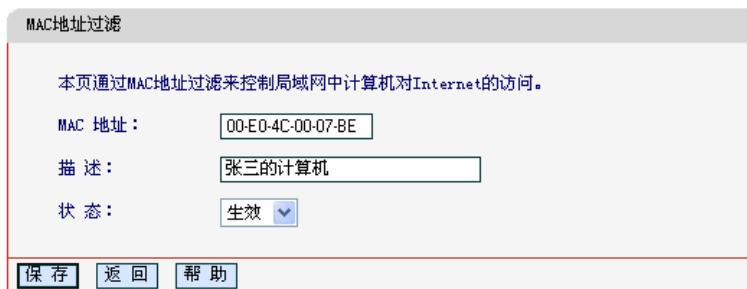 MAC地址过滤
本页通过MAC地址过滤来控制局域网中计算机对Internet的访问。
MAC 地址： 00-E0-4C-00-07-BE
描 述： 张三的计算机
状 态： 生效
保 存 返 回 帮 助